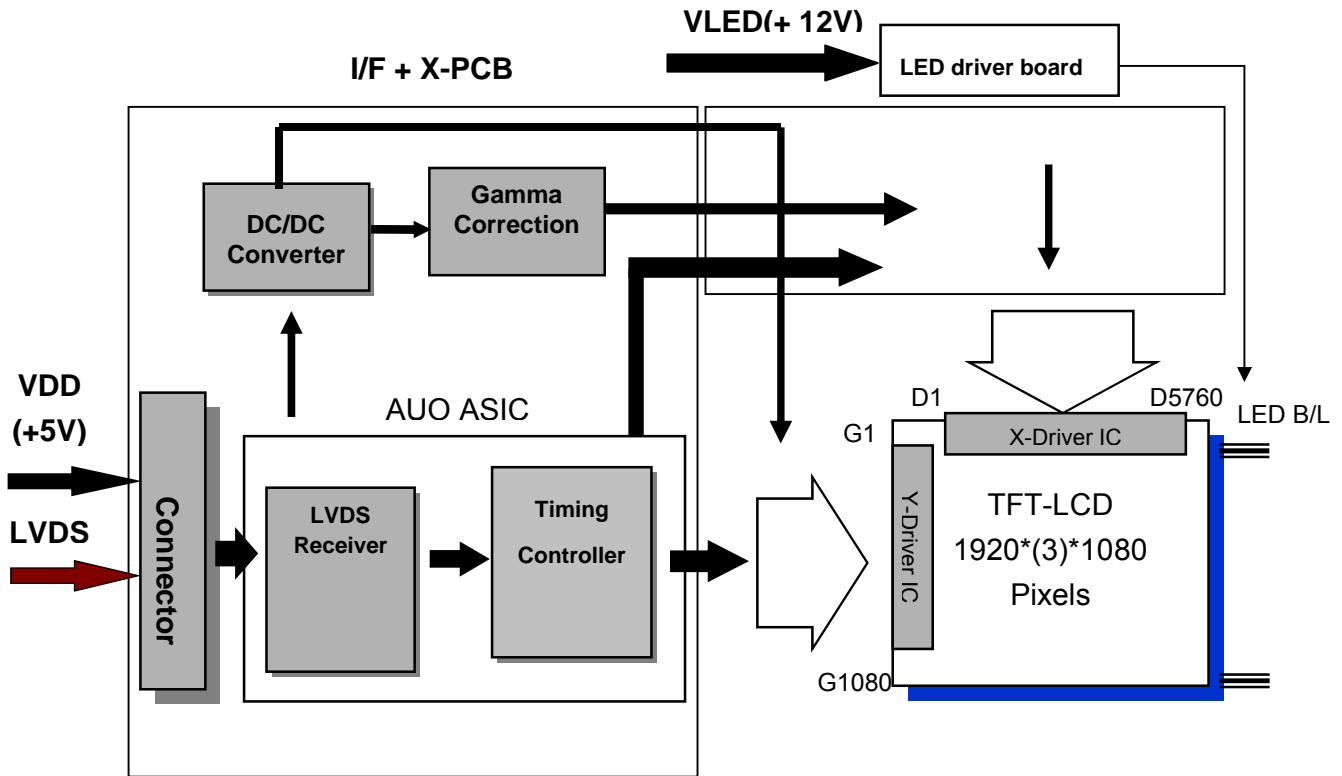 VLED(+ 12V)
LED driver board
I/F + X-PCB
DC/DC
Converter
Gamma
Correction
VDD
(+5V)
LVDS
Connector
AUO ASIC
LVDS
Receiver
Timing
Controller
D1
D5760
LED B/L
G1
X-Driver IC
Y-Driver IC
TFT-LCD
1920*(3)*1080
Pixels
G1080